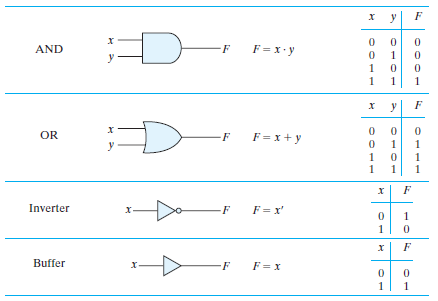 x y F
AND x y F F = x · y
0 0 0
0 1 0
1 0 0
1 1 1
x y F
OR x y F F = x + y
0 0 0
0 1 1
1 0 1
1 1 1
x F
Inverter x F F = x'
0 1
1 0
x F
Buffer x F F = x
0 0
1 1